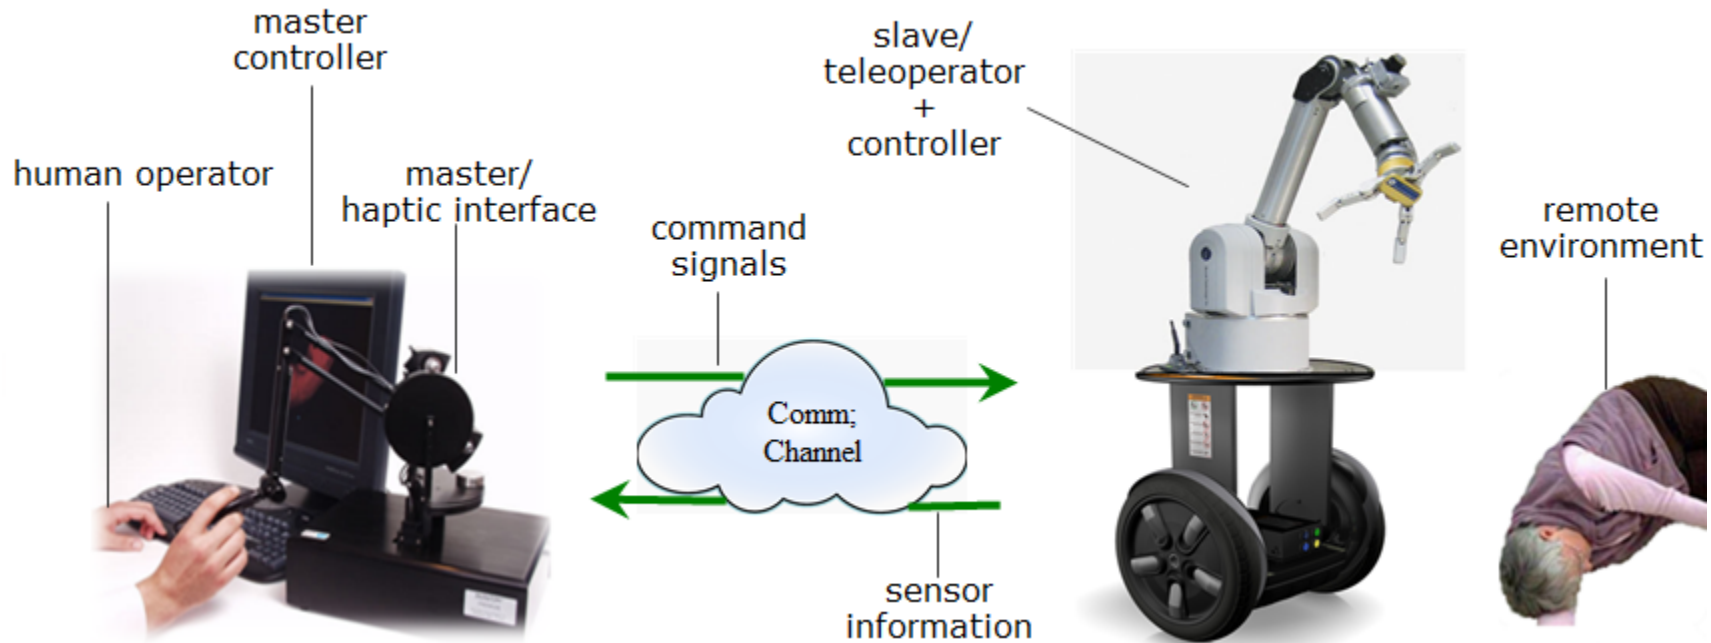 master
controller
human operator
master/
haptic interface
command
signals
Comm;
Channel
sensor
information
slave/
teleoperator
+
controller
remote
environment